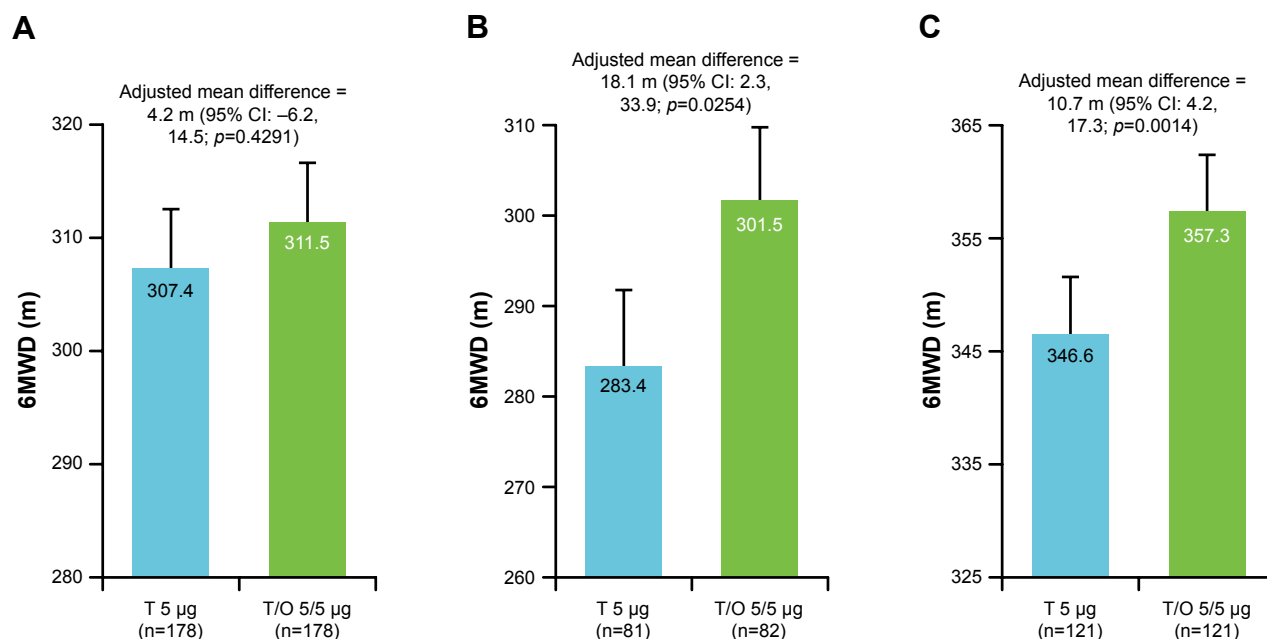 A
Adjusted mean difference =
4.2 m (95% CI: –6.2,
14.5; p=0.4291)
6MWD (m)
320
310
300
290
280
307.4
311.5
T 5 µg
(n=178)
T/O 5/5 µg
(n=178)
B
Adjusted mean difference =
18.1 m (95% CI: 2.3,
33.9; p=0.0254)
6MWD (m)
310
300
290
280
270
260
283.4
301.5
T 5 µg
(n=81)
T/O 5/5 µg
(n=82)
C
Adjusted mean difference =
10.7 m (95% CI: 4.2,
17.3; p=0.0014)
6MWD (m)
365
355
345
335
325
346.6
357.3
T 5 µg
(n=121)
T/O 5/5 µg
(n=121)